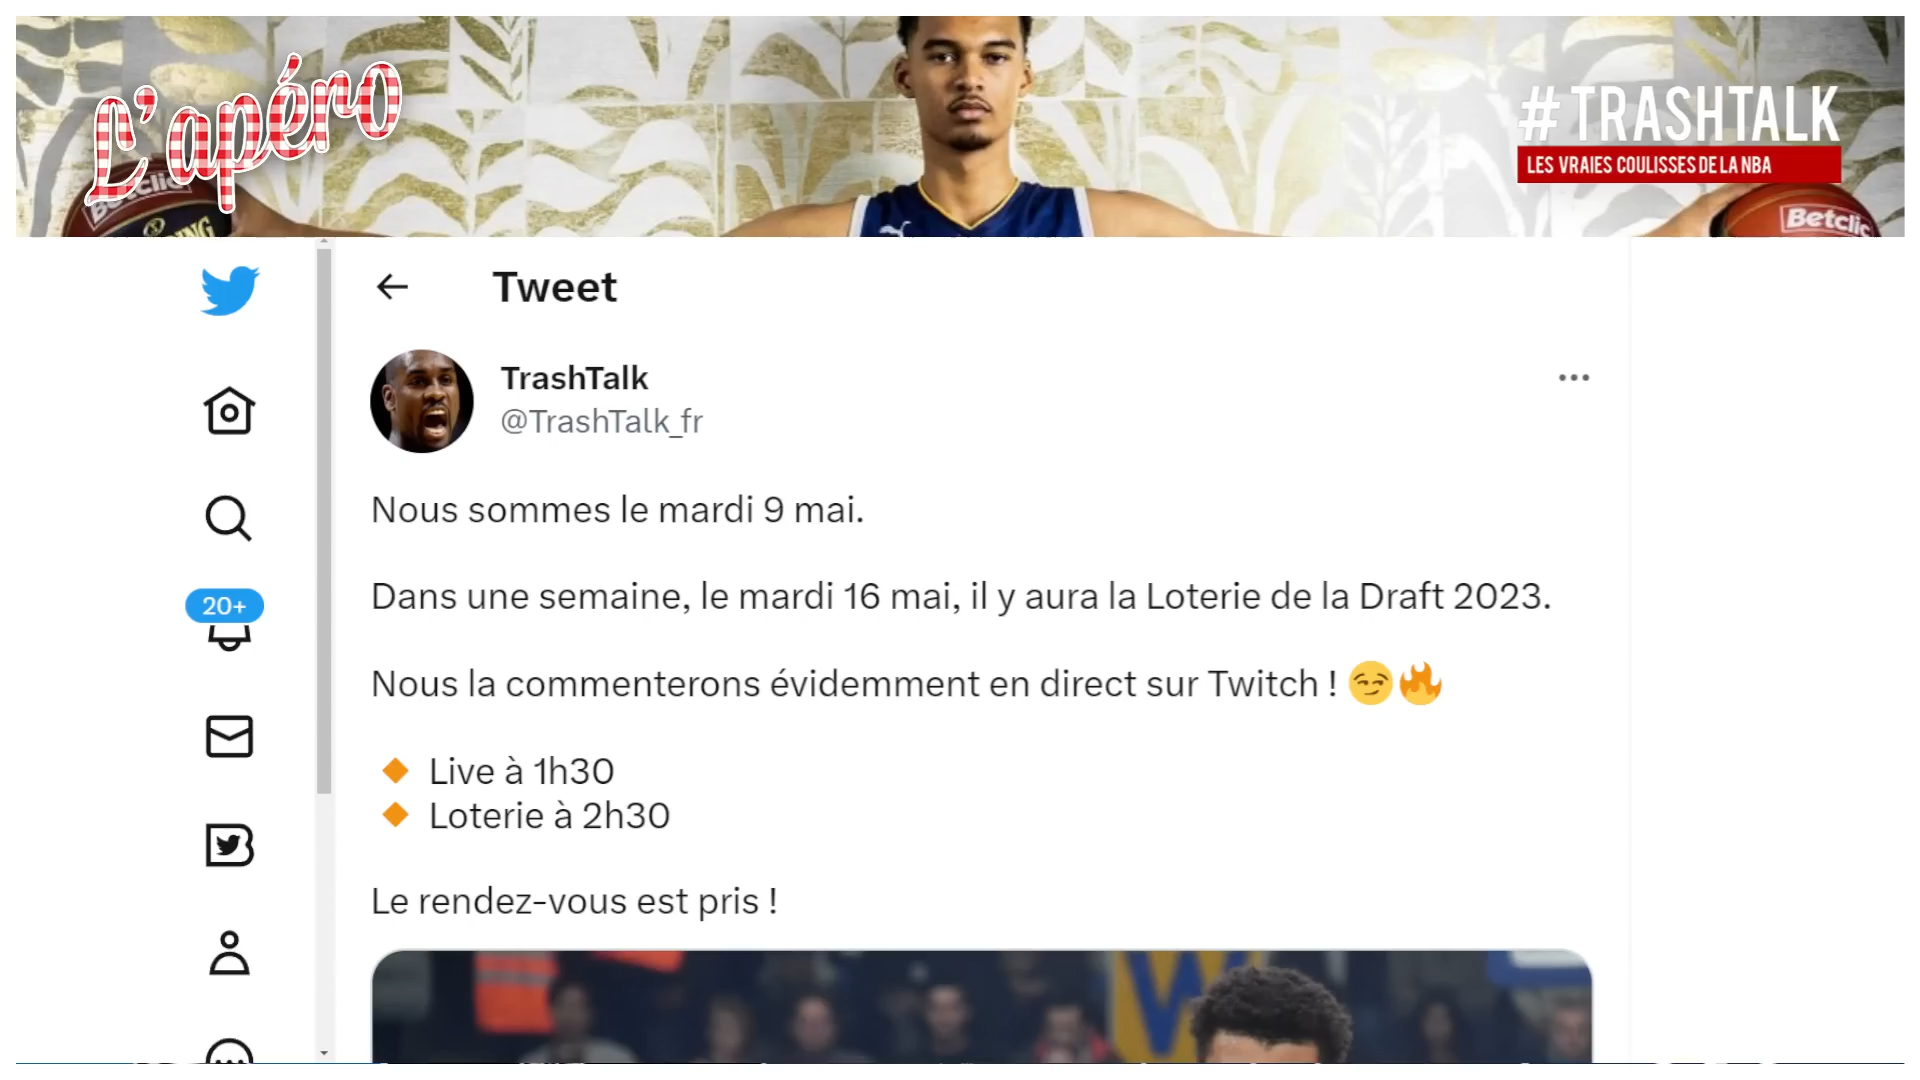 L'apéro
#TRASHTALK
LES VRAIES COULISSES DE LA NBA
Betclic
Betclic
Tweet
TrashTalk
@TrashTalk_fr
Nous sommes le mardi 9 mai.
Dans une semaine, le mardi 16 mai, il y aura la Loterie de la Draft 2023.
20+
Nous la commenterons évidemment en direct sur Twitch ! 😏🔥
🔸 Live à 1h30
🔸 Loterie à 2h30
Le rendez-vous est pris !
W